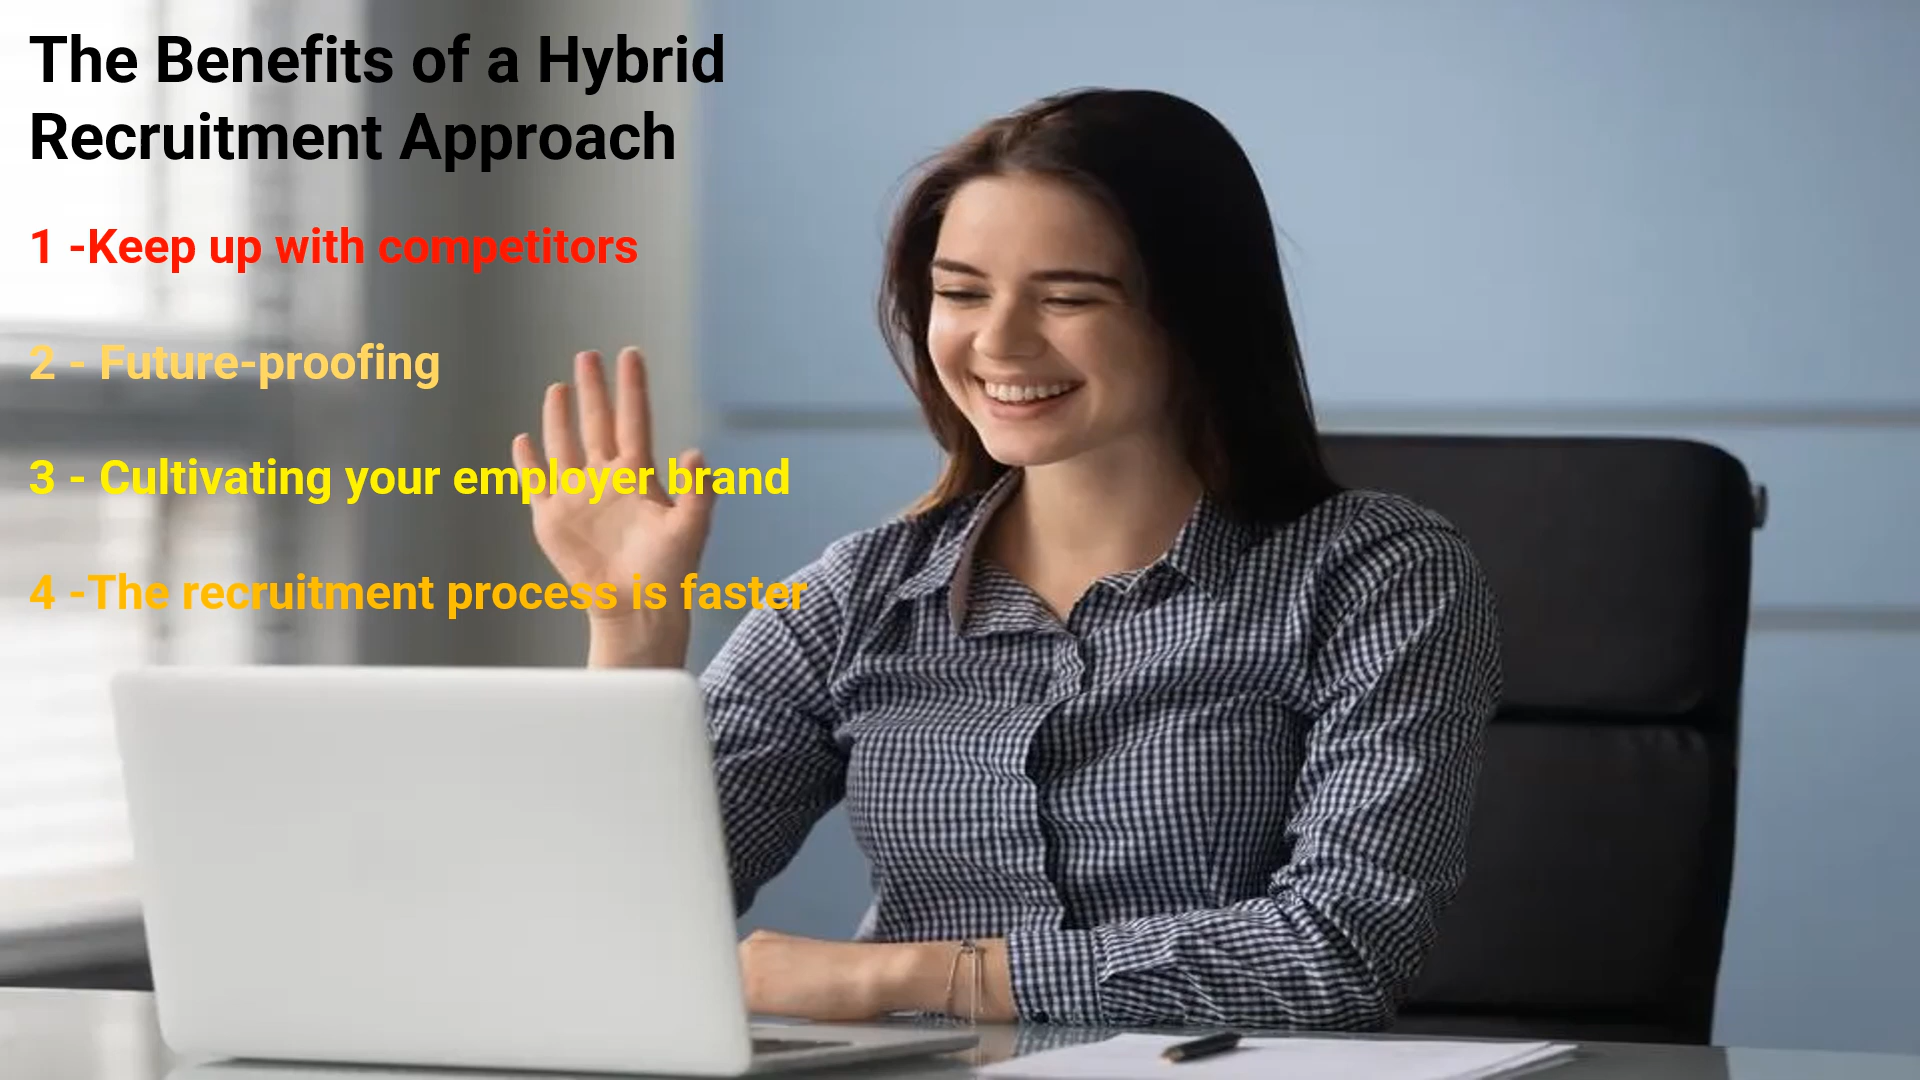 The Benefits of a Hybrid
Recruitment Approach
1 -Keep up with competitors
2 - Future-proofing
3 - Cultivating your employer brand
4 -The recruitment process is faster